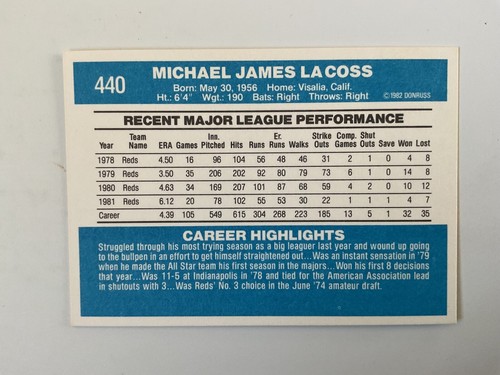 440
MICHAEL JAMES LACOSS
Born: May 30, 1956 Home: Visalia, Calif.
Ht.: 6'4" Wgt.: 190 Bats: Right Throws: Right
©1982 DONRUSS
RECENT MAJOR LEAGUE PERFORMANCE
Year Team Name ERA Games Inn. Pitched Hits Runs Er. Runs Walks Strike Outs Comp. Games Shut Outs Save Won Lost
1978 Reds 4.50 16 96 104 56 48 46 31 2 1 0 4 8
1979 Reds 3.50 35 206 202 92 80 79 73 6 1 0 14 8
1980 Reds 4.63 34 169 207 101 87 68 59 4 2 0 10 12
1981 Reds 6.12 20 78 102 55 53 30 22 1 1 1 4 7
Career 4.39 105 549 615 304 268 223 185 13 5 1 32 35
CAREER HIGHLIGHTS
Struggled through his most trying season as a big leaguer last year and wound up going
to the bullpen in an effort to get himself straightened out...Was an instant sensation in '79
when he made the All Star team his first season in the majors...Won his first 8 decisions
that year...Was 11-5 at Indianapolis in '78 and tied for the American Association lead
in shutouts with 3...Was Reds' No. 3 choice in the June '74 amateur draft.